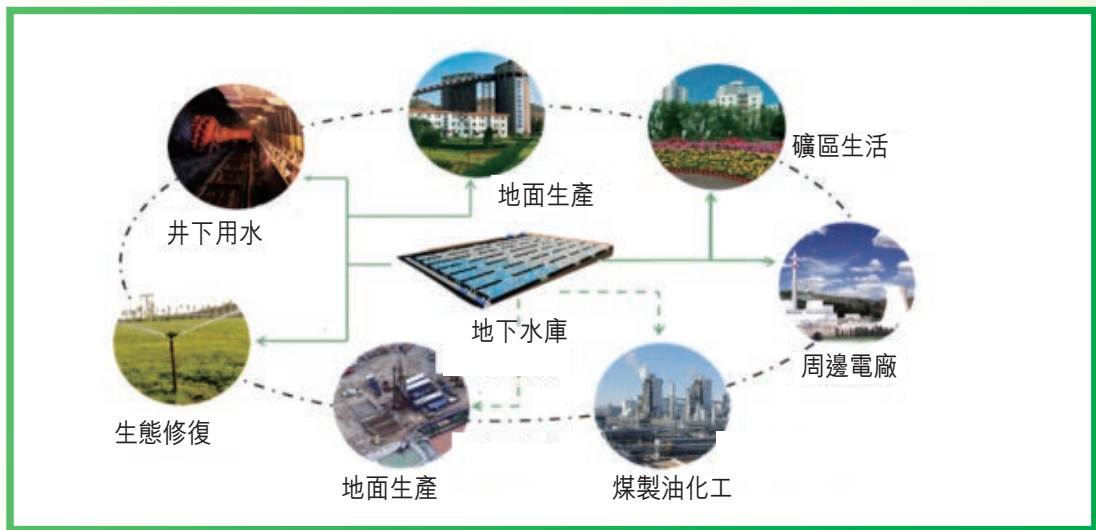 地面生產
礦區生活
井下用水
地下水庫
周邊電廠
生態修復
地面生產
煤製油化工